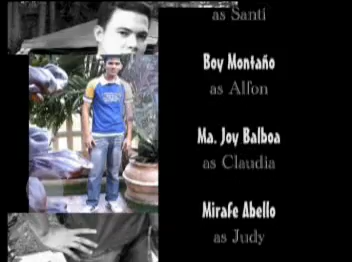 as Santi
Boy Montaño
as Alfon
Ma. Joy Balboa
as Claudia
Mirafe Abello
as Judy